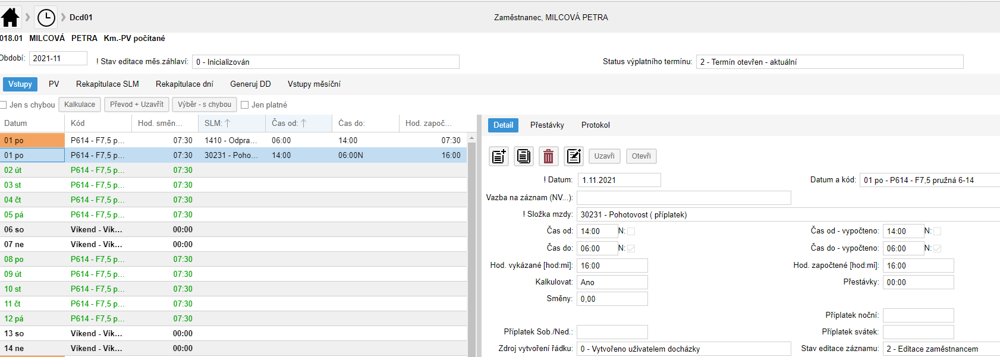 Dcd01
Zaměstnanec, MILCOVÁ PETRA
018.01 MILCOVÁ PETRA Km.-PV počítané
Období: 2021-11 ! Stav editace měs.záhlaví: 0 - Inicializován Status výplatního termínu: 2 - Termín otevřen - aktuální
Vstupy PV Rekapitulace SLM Rekapitulace dní Generuj DD Vstupy měsíční
Jen s chybou Kalkulace Převod + Uzavřít Výběr - s chybou Jen platné
Datum Kód Hod. směn... SLM: Čas od: Čas do: Hod. započ...
01 po P614 - F7,5 p... 07:30 1410 - Odpra... 06:00 14:00 07:30
01 po P614 - F7,5 p... 07:30 30231 - Poho... 14:00 06:00N 16:00
02 út P614 - F7,5 p... 07:30
03 st P614 - F7,5 p... 07:30
04 čt P614 - F7,5 p... 07:30
05 pá P614 - F7,5 p... 07:30
06 so Víkend - Vík... 00:00
07 ne Víkend - Vík... 00:00
08 po P614 - F7,5 p... 07:30
09 út P614 - F7,5 p... 07:30
10 st P614 - F7,5 p... 07:30
11 čt P614 - F7,5 p... 07:30
12 pá P614 - F7,5 p... 07:30
13 so Víkend - Vík... 00:00
14 ne Víkend - Vík... 00:00
Detail Přestávky Protokol
Uzavři Otevři
! Datum: 1.11.2021 Datum a kód: 01 po - P614 - F7,5 pružná 6-14
Vazba na záznam (NV...):
! Složka mzdy: 30231 - Pohotovost ( příplatek)
Čas od: 14:00 N: Čas od - vypočteno: 14:00 N:
Čas do: 06:00 N: Čas do - vypočteno: 06:00 N:
Hod. vykázané [hod:mi]: 16:00 Hod. započtené [hod:mi]: 16:00
Kalkulovat: Ano Přestávky: 00:00
Směny: 0,00
Příplatek noční:
Příplatek Sob./Ned.: Příplatek svátek:
Zdroj vytvoření řádku: 0 - Vytvořeno uživatelem docházky Stav editace záznamu: 2 - Editace zaměstnancem